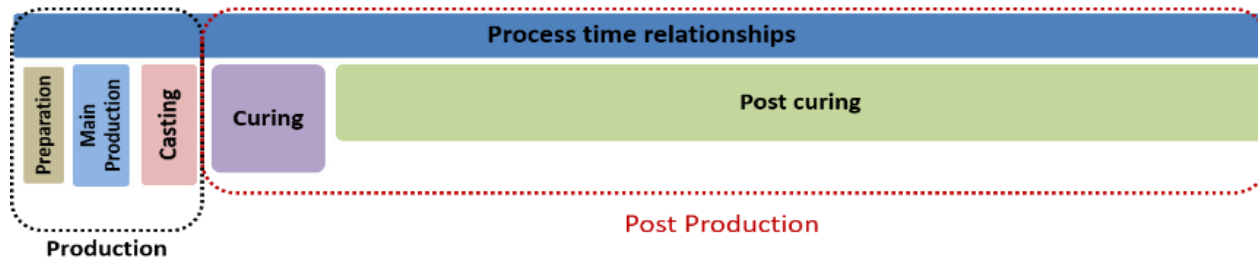 Process time relationships
Preparation
Main
Production
Casting
Curing
Post curing
Post Production
Production